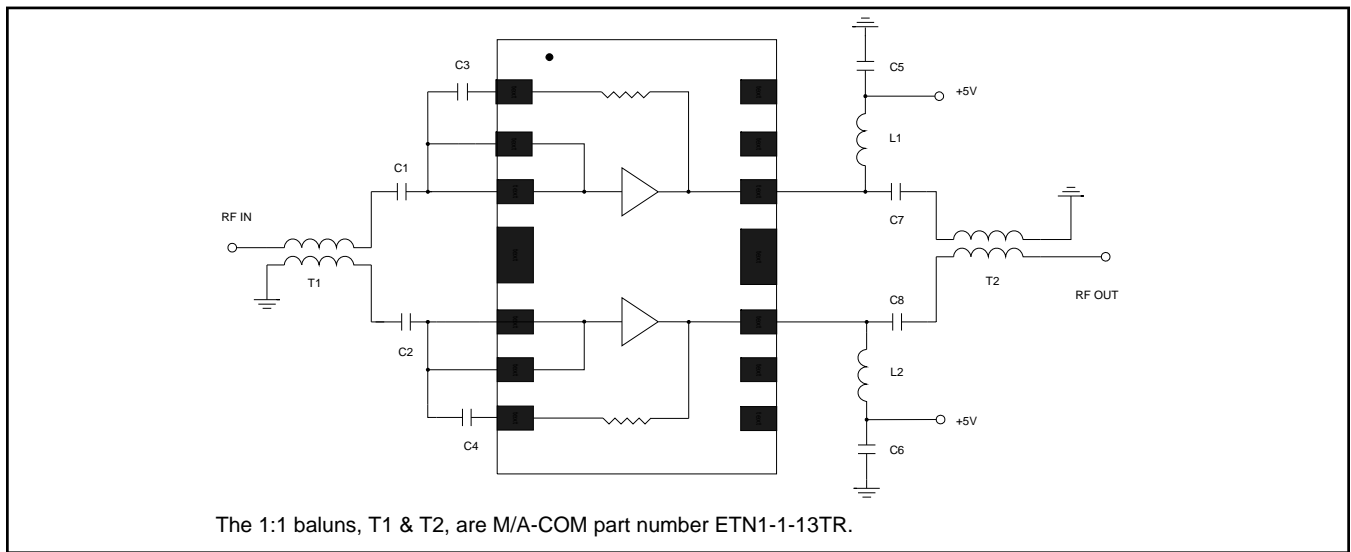 C3
C5
+5V
L1
C1
C7
RF IN
T1
T2
RF OUT
C8
C2
L2
C4
+5V
C6
The 1:1 baluns, T1 & T2, are M/A-COM part number ETN1-1-13TR.